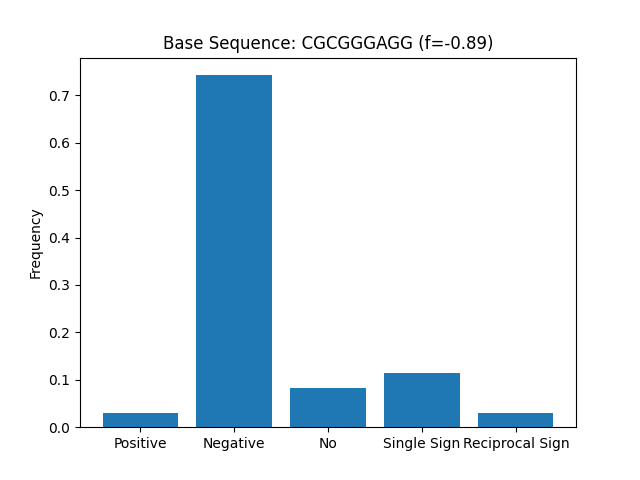 Base Sequence: CGCGGGAGG (f=-0.89)
Frequency
0.7
0.6
0.5
0.4
0.3
0.2
0.1
0.0
Positive
Negative
No
Single Sign
Reciprocal Sign